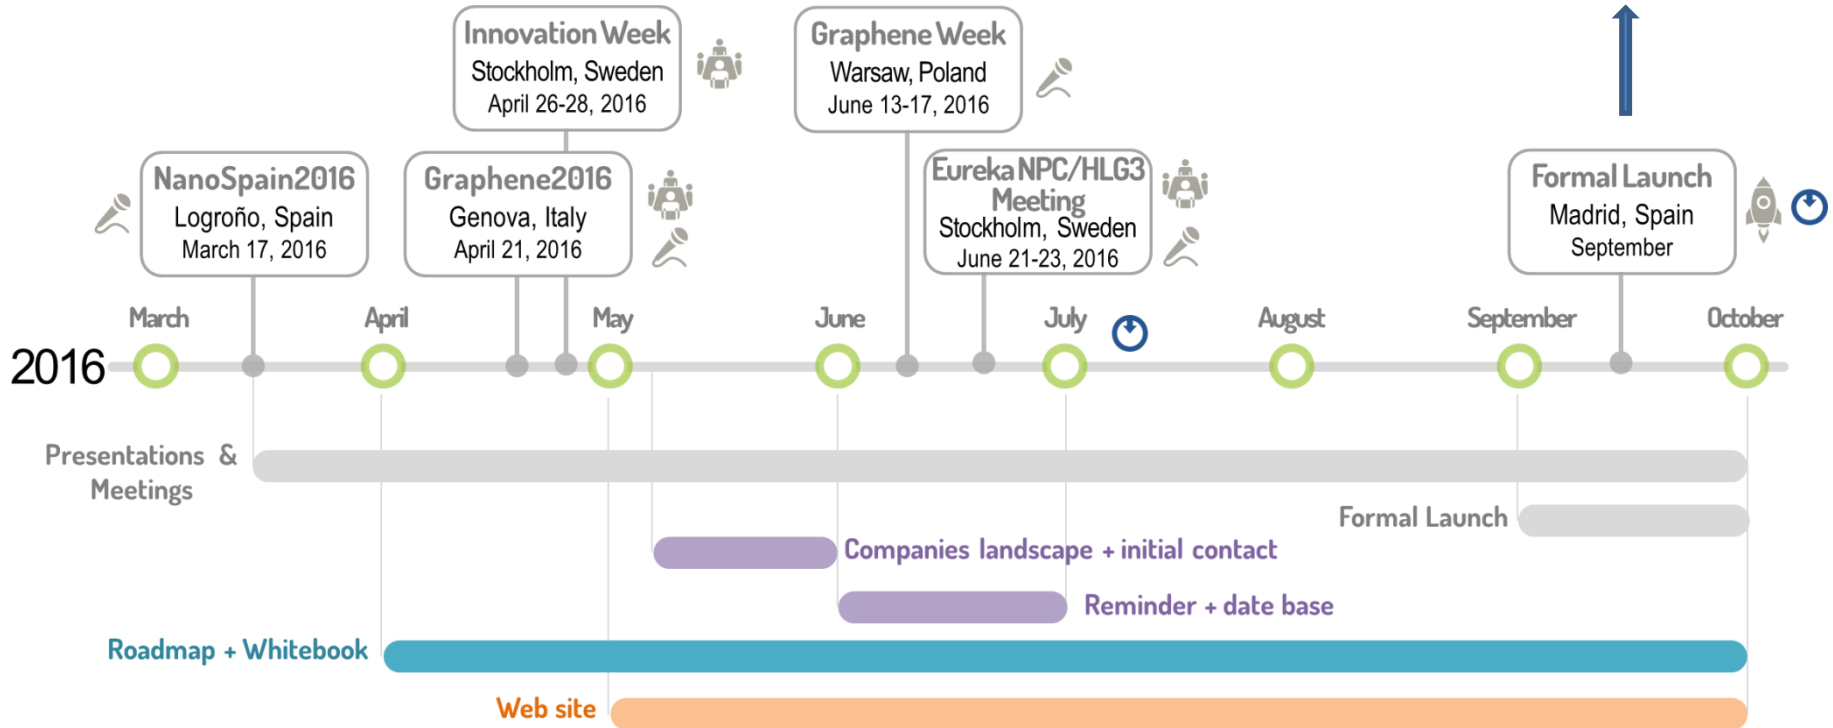 Innovation Week
Stockholm, Sweden
April 26-28, 2016
Graphene Week
Warsaw, Poland
June 13-17, 2016
NanoSpain2016
Logroño, Spain
March 17, 2016
Graphene2016
Genova, Italy
April 21, 2016
Eureka NPC/HLG3
Meeting
Stockholm, Sweden
June 21-23, 2016
Formal Launch
Madrid, Spain
September
March
April
May
June
July
August
September
October
2016
Presentations &
Meetings
Formal Launch
Companies landscape + initial contact
Reminder + date base
Roadmap + Whitebook
Web site